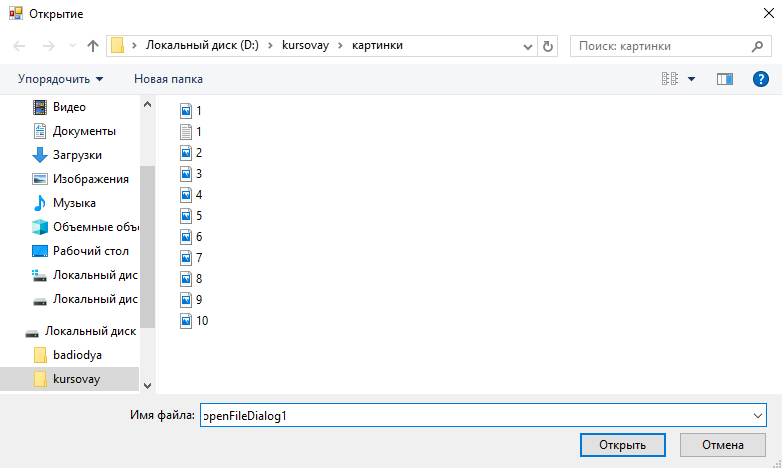 Открытие
Локальный диск (D:) kursovay картинки
Поиск: картинки
Упорядочить Новая папка
Видео
Документы
Загрузки
Изображения
Музыка
Объемные объ
Рабочий стол
Локальный дис
Локальный дис
Локальный диск
badiodya
kursovay
1
1
2
3
4
5
6
7
8
9
10
Имя файла: openFileDialog1
Открыть Отмена